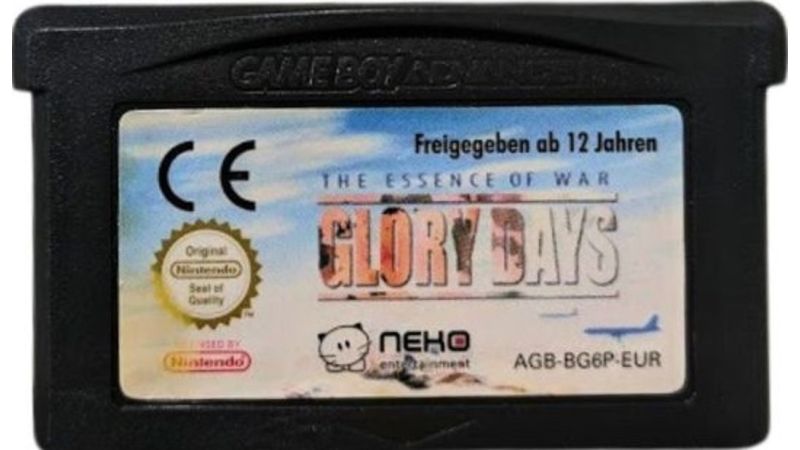 GAME BOY ADVANCE
Freigegeben ab 12 Jahren
CE
THE ESSENCE OF WAR
GLORY DAYS
Original
Nintendo
Seal of
Quality
TM
LICENSED BY
Nintendo
NEKO
entertainment
AGB-BG6P-EUR